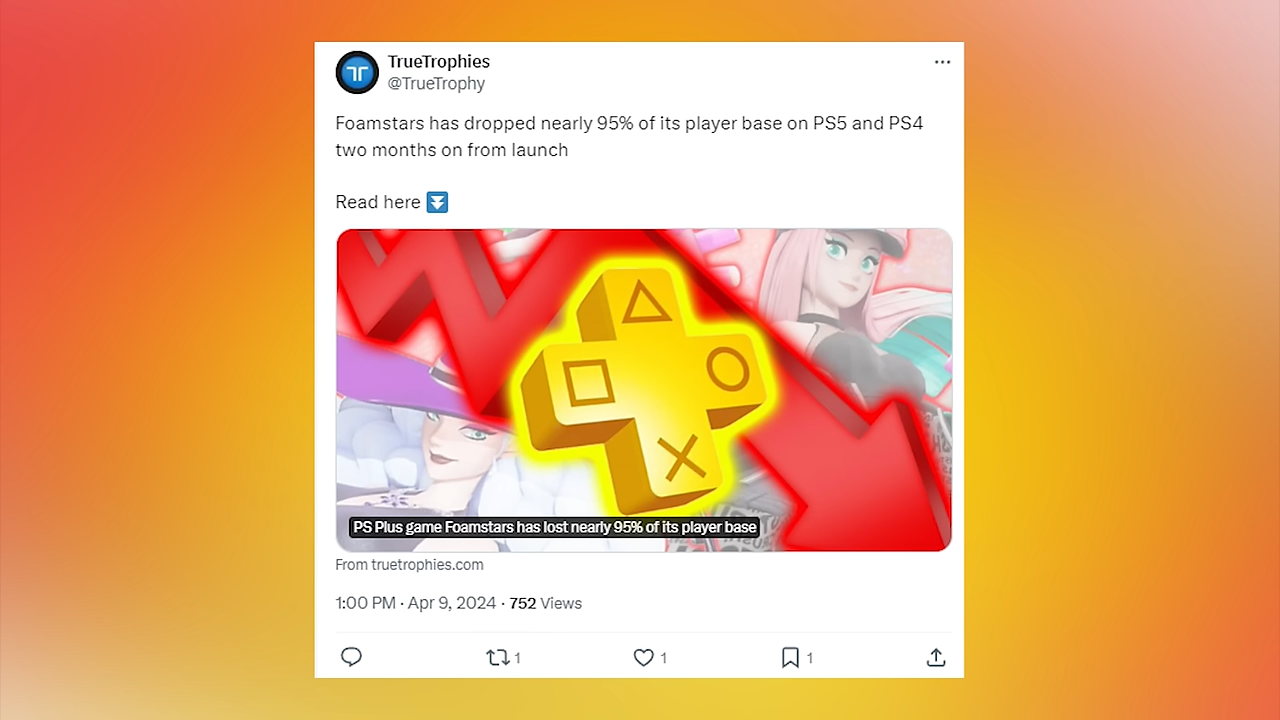 TrueTrophies
@TrueTrophy
Foamstars has dropped nearly 95% of its player base on PS5 and PS4
two months on from launch
Read here ⏬
PS Plus game Foamstars has lost nearly 95% of its player base
From truetrophies.com
1:00 PM · Apr 9, 2024 · 752 Views
1 1 1